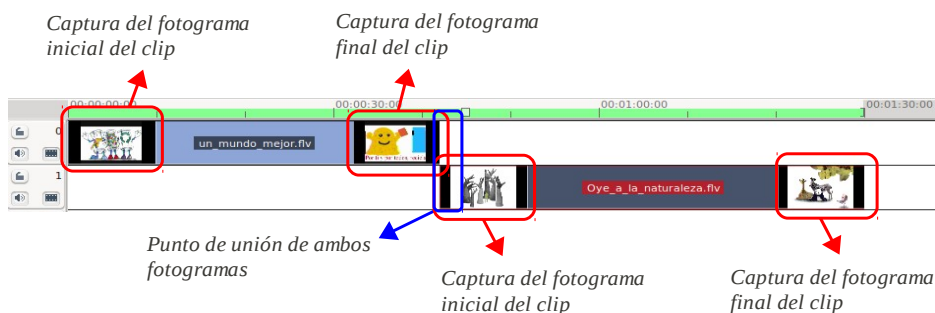 Captura del fotograma
inicial del clip
Captura del fotograma
final del clip
00:00:00:00
00:00:30:00
00:01:00:00
00:01:30:00
0
un_mundo_mejor.flv
1
Oye_a_la_naturaleza.flv
Punto de unión de ambos
fotogramas
Captura del fotograma
inicial del clip
Captura del fotograma
final del clip